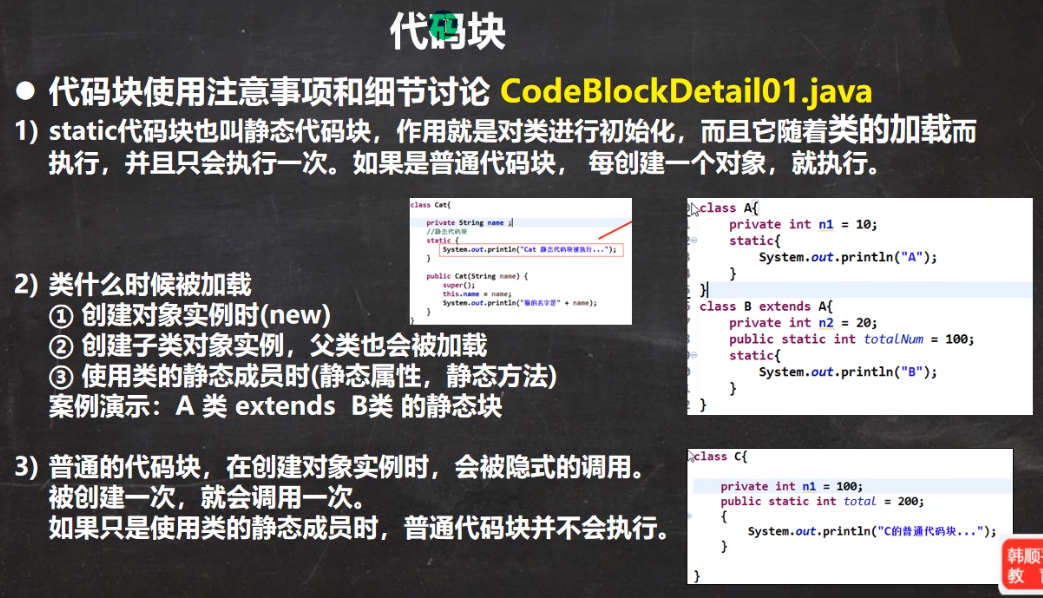 代码块
● 代码块使用注意事项和细节讨论 CodeBlockDetail01.java
1) static代码块也叫静态代码块，作用就是对类进行初始化，而且它随着类的加载而
执行，并且只会执行一次。如果是普通代码块， 每创建一个对象，就执行。
class Cat{
private String name ;
//静态代码块
static {
System.out.println("Cat 静态代码块被执行...");
}
public Cat(String name) {
super();
this.name = name;
System.out.println("猫的名字是" + name);
}
}
class A{
private int n1 = 10;
static{
System.out.println("A");
}
}
class B extends A{
private int n2 = 20;
public static int totalNum = 100;
static{
System.out.println("B");
}
}
2) 类什么时候被加载
① 创建对象实例时(new)
② 创建子类对象实例，父类也会被加载
③ 使用类的静态成员时(静态属性，静态方法)
案例演示：A 类 extends B类 的静态块
3) 普通的代码块，在创建对象实例时，会被隐式的调用。
被创建一次，就会调用一次。
如果只是使用类的静态成员时，普通代码块并不会执行。
class C{
private int n1 = 100;
public static int total = 200;
{
System.out.println("C的普通代码块...");
}
}
韩顺
教